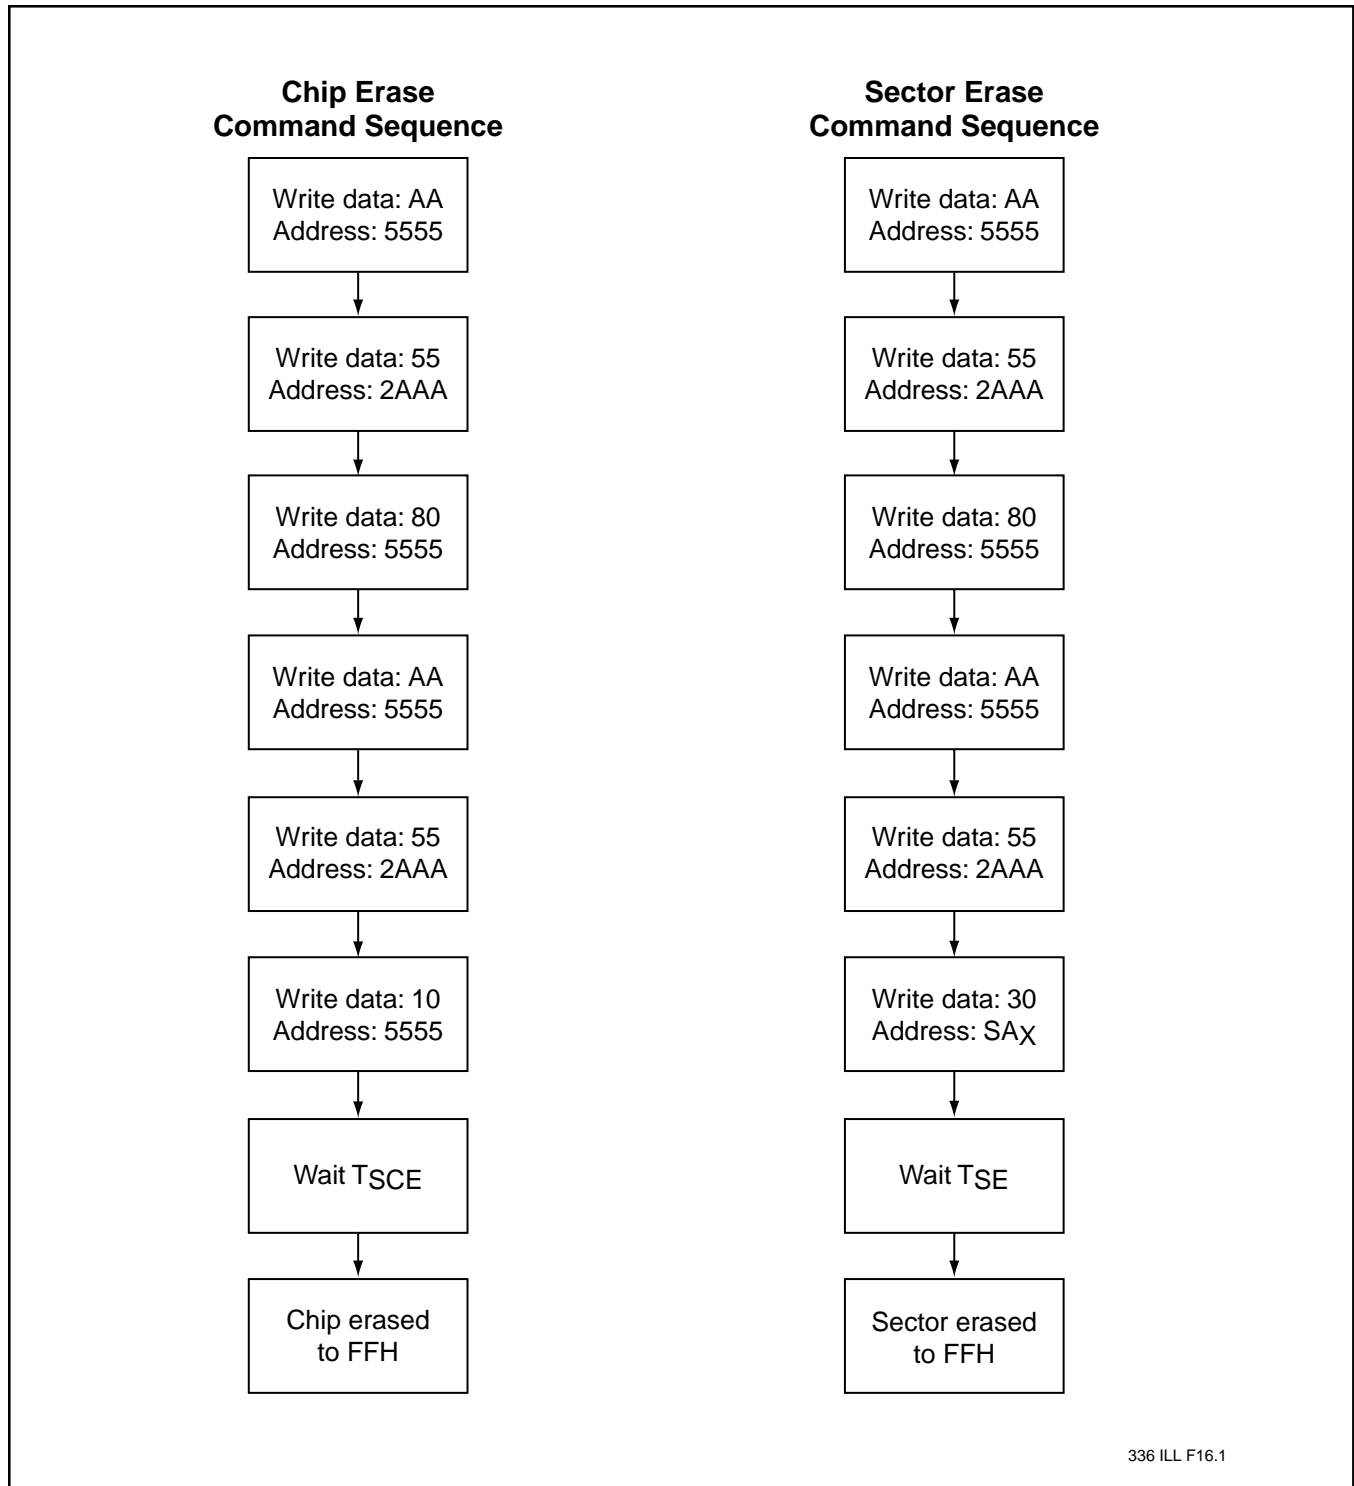 Chip Erase
Command Sequence
Write data: AA
Address: 5555
Write data: 55
Address: 2AAA
Write data: 80
Address: 5555
Write data: AA
Address: 5555
Write data: 55
Address: 2AAA
Write data: 10
Address: 5555
Wait TSCE
Chip erased
to FFH
Sector Erase
Command Sequence
Write data: AA
Address: 5555
Write data: 55
Address: 2AAA
Write data: 80
Address: 5555
Write data: AA
Address: 5555
Write data: 55
Address: 2AAA
Write data: 30
Address: SAX
Wait TSE
Sector erased
to FFH
336 ILL F16.1